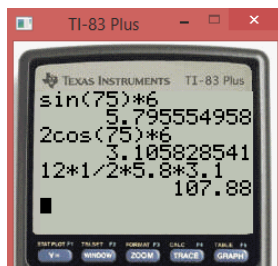 TI-83 Plus
TEXAS INSTRUMENTS TI-83 Plus
sin(75)*6
5.795554958
2cos(75)*6
3.105828541
12*1/2*5.8*3.1
107.88
STAT PLOT F1 TBLSET F2 FORMAT F3 CALC F4 TABLE F5
Y= WINDOW ZOOM TRACE GRAPH